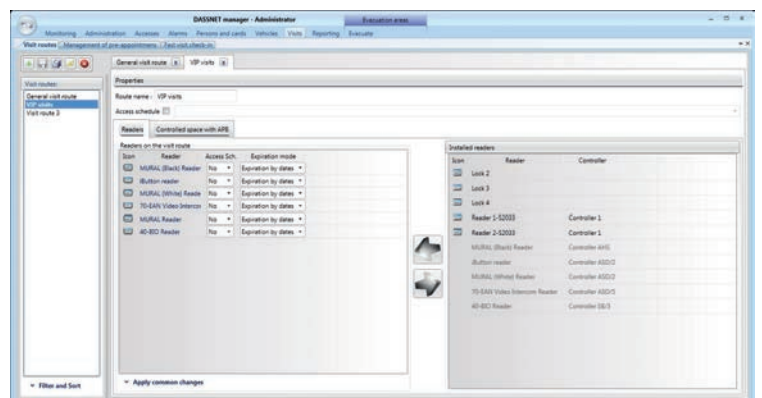 DASSNET manager - Administrator
Evacuation areas
Monitoring Administration Accesses Alarms Persons and cards Vehicles Visits Reporting Evacuate
Visit routes Management of pre-appointments Fast visit check-in
General visit route VIP visits
Visit routes:
General visit route
VIP visits
Visit route 3
Filter and Sort
Properties
Route name: VIP visits
Access schedule
Readers Controlled space with APB
Readers on the visit route
Icon Reader Access Sch. Expiration mode
MURAL (Black) Reader No Expiration by dates
iButton reader No Expiration by dates
MURAL (White) Reade No Expiration by dates
70-EAN Video Intercon No Expiration by dates
MURAL Reader No Expiration by dates
40-BIO Reader No Expiration by dates
Apply common changes
Installed readers
Icon Reader Controller
Lock 2
Lock 3
Lock 4
Reader 1-S2033 Controller 1
Reader 2-S2033 Controller 1
MURAL (Black) Reader Controller
iButton reader Controller
MURAL (White) Reader Controller
70-EAN Video Intercom Reader Controller
40-BIO Reader Controller